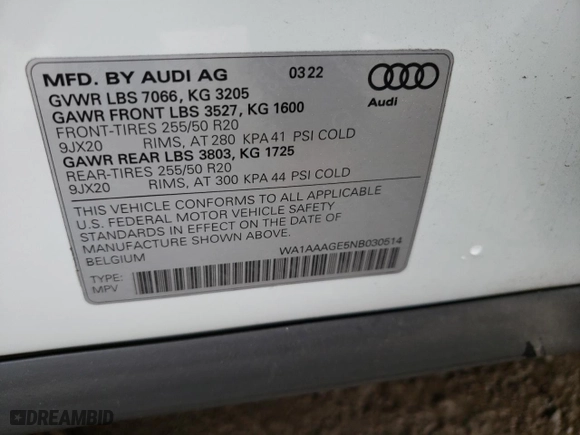 MFD. BY AUDI AG 03 22
GVWR LBS 7066, KG 3205
GAWR FRONT LBS 3527, KG 1600
FRONT-TIRES 255/50 R20
9JX20 RIMS, AT 280 KPA 41 PSI COLD
GAWR REAR LBS 3803, KG 1725
REAR-TIRES 255/50 R20
9JX20 RIMS, AT 300 KPA 44 PSI COLD
Audi
THIS VEHICLE CONFORMS TO ALL APPLICABLE
U.S. FEDERAL MOTOR VEHICLE SAFETY
STANDARDS IN EFFECT ON THE DATE OF
MANUFACTURE SHOWN ABOVE.
BELGIUM
WA1AAAGE5NB030514
TYPE:
MPV
DREAMBID